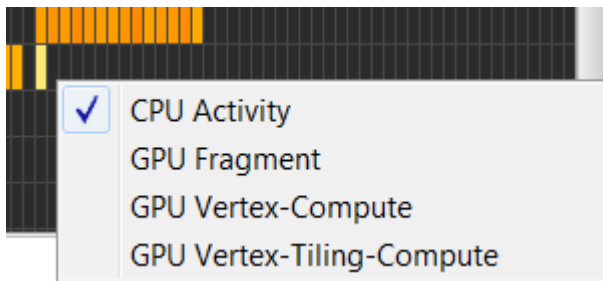 CPU Activity
GPU Fragment
GPU Vertex-Compute
GPU Vertex-Tiling-Compute